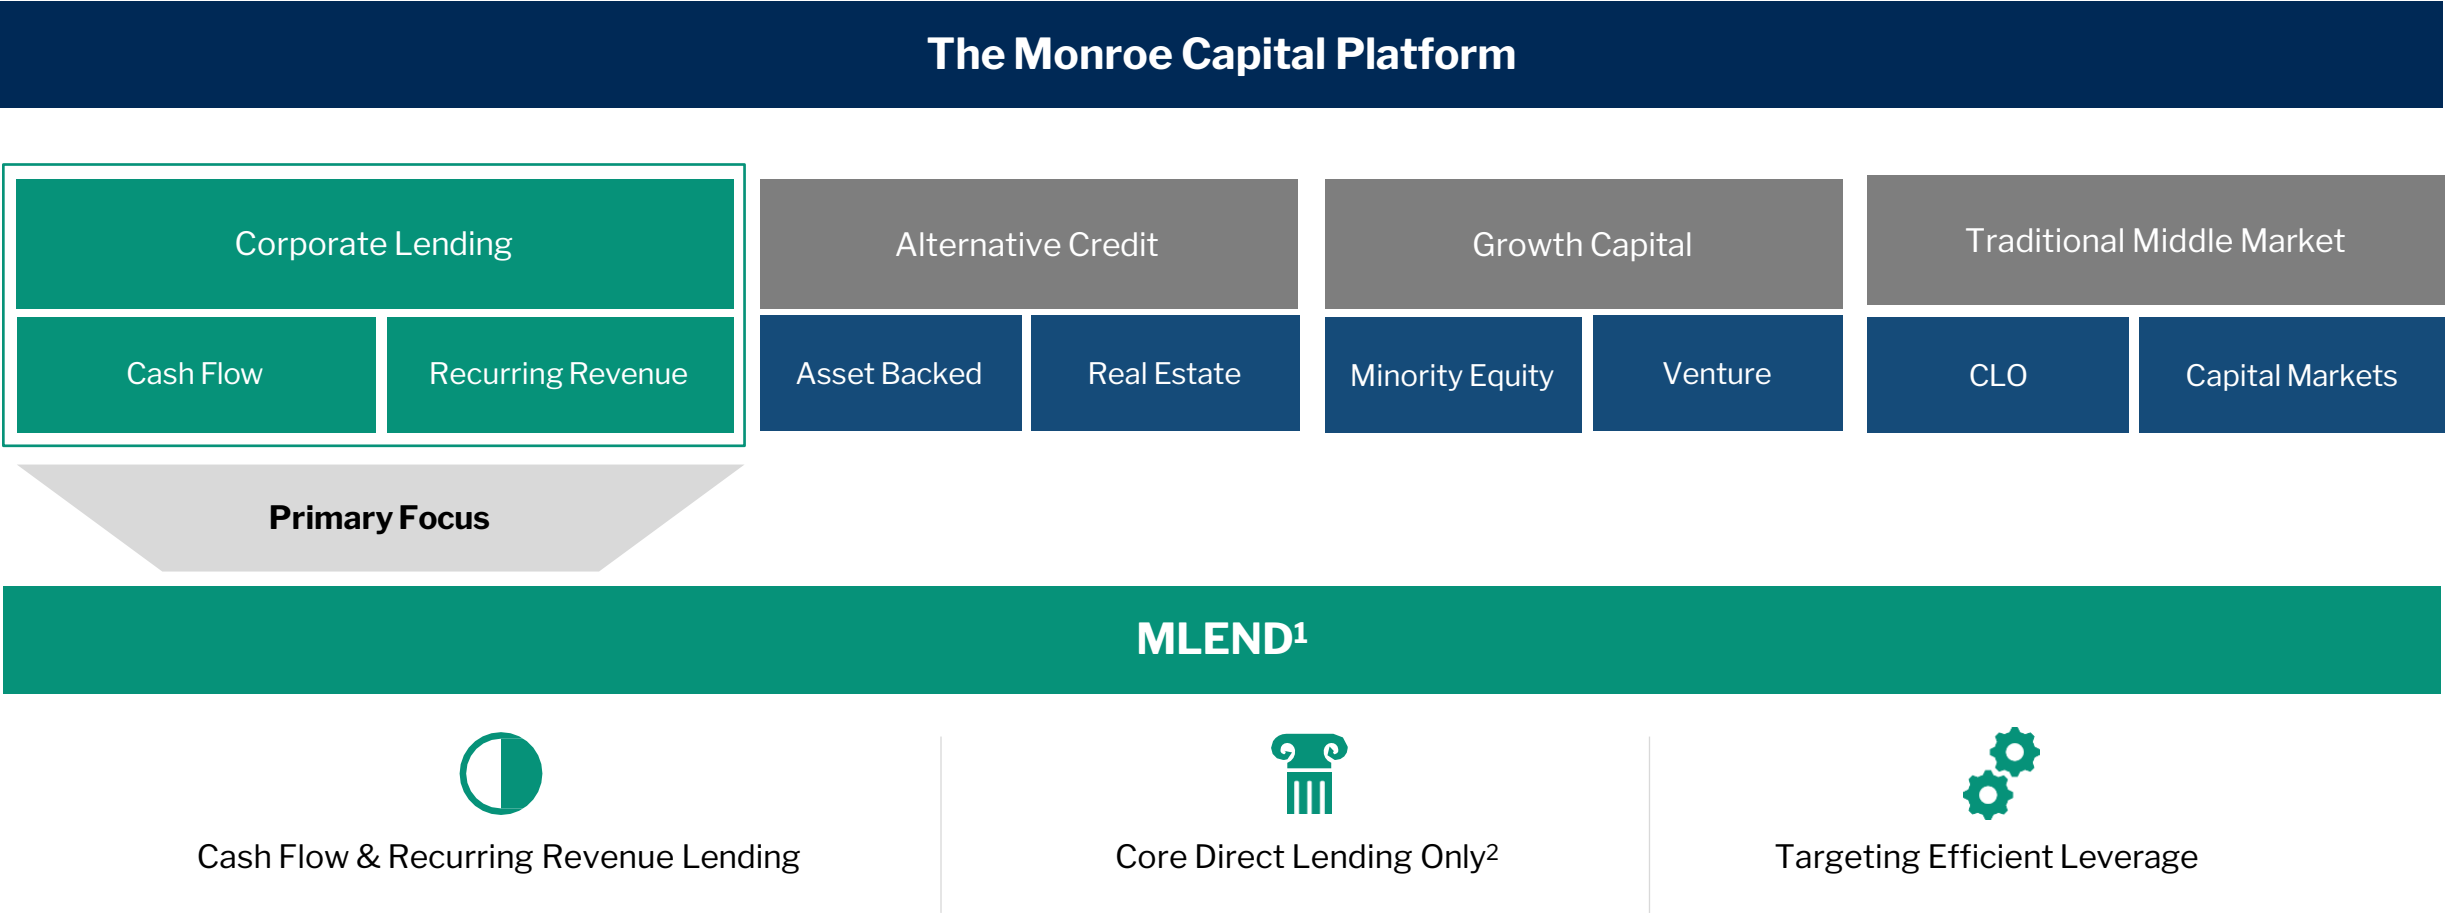 The Monroe Capital Platform
Corporate Lending
Alternative Credit
Growth Capital
Traditional Middle Market
Cash Flow
Recurring Revenue
Asset Backed
Real Estate
Minority Equity
Venture
CLO
Capital Markets
Primary Focus
MLEND¹
Cash Flow & Recurring Revenue Lending
Core Direct Lending Only²
Targeting Efficient Leverage